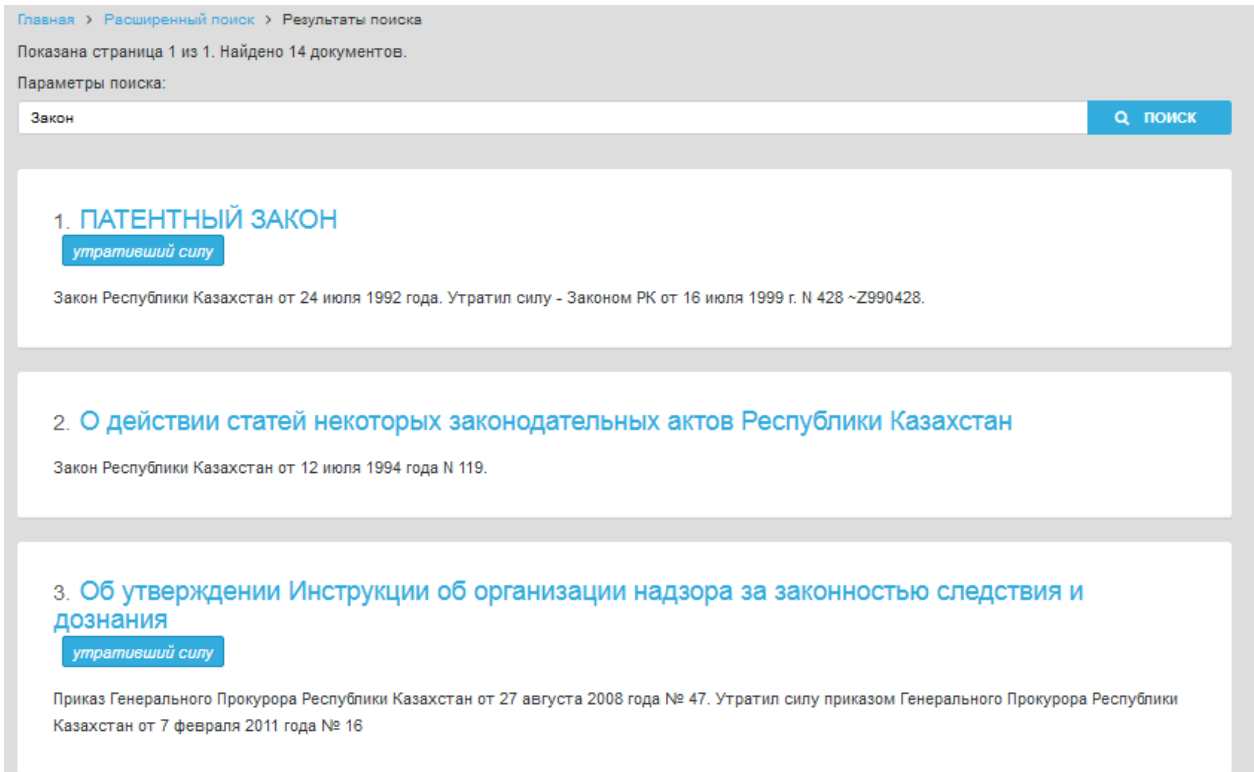 Главная > Расширенный поиск > Результаты поиска
Показана страница 1 из 1. Найдено 14 документов.
Параметры поиска:
Закон
ПОИСК
1. ПАТЕНТНЫЙ ЗАКОН
утративший силу
Закон Республики Казахстан от 24 июля 1992 года. Утратил силу - Законом РК от 16 июля 1999 г. N 428 ~Z990428.
2. О действии статей некоторых законодательных актов Республики Казахстан
Закон Республики Казахстан от 12 июля 1994 года N 119.
3. Об утверждении Инструкции об организации надзора за законностью следствия и
дознания
утративший силу
Приказ Генерального Прокурора Республики Казахстан от 27 августа 2008 года № 47. Утратил силу приказом Генерального Прокурора Республики
Казахстан от 7 февраля 2011 года № 16